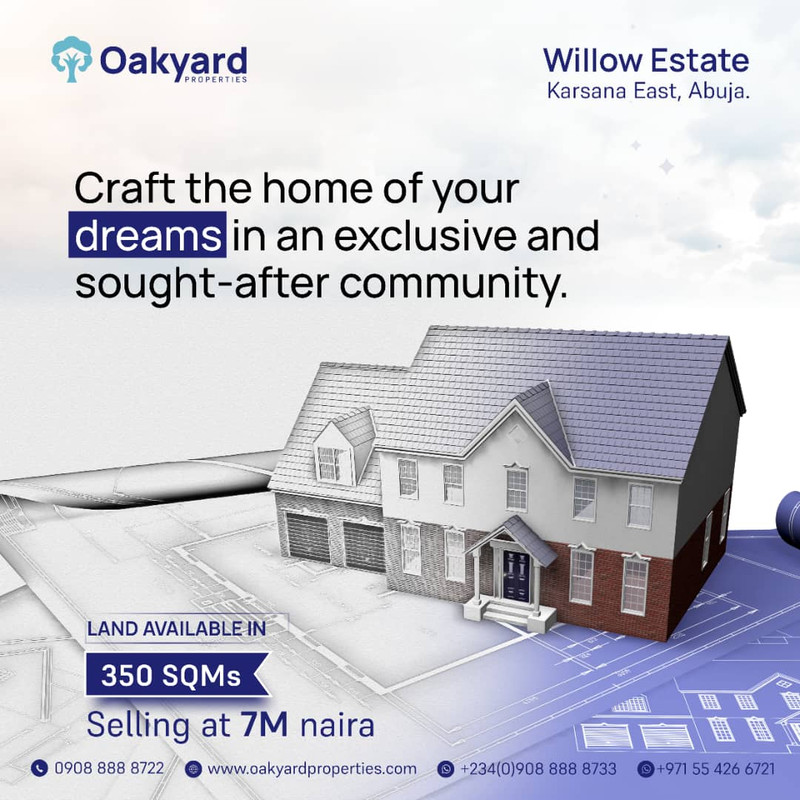 Oakyard
PROPERTIES
Willow Estate
Karsana East, Abuja.
Craft the home of your
dreams in an exclusive and
sought-after community.
LAND AVAILABLE IN
350 SQMs
Selling at 7M naira
0908 888 8722
www.oakyardproperties.com
+234(0)908 888 8733
+971 55 426 6721